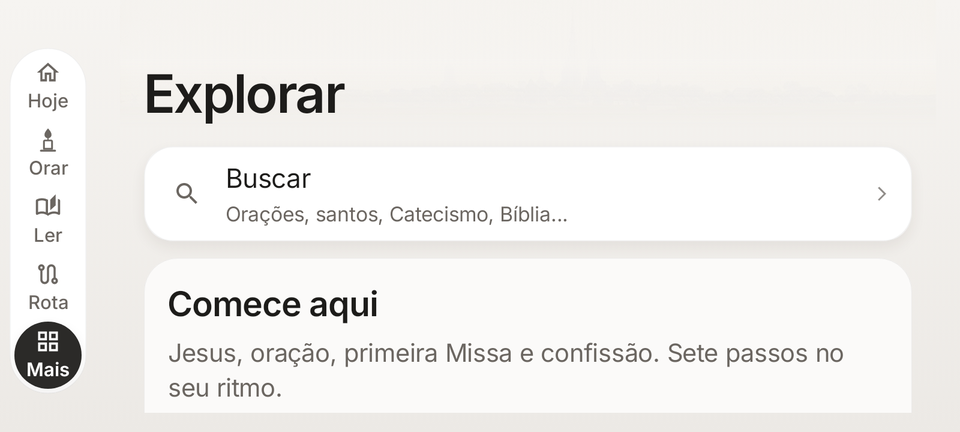 Hoje
Orar
Ler
Rota
Mais
Explorar
Buscar
Orações, santos, Catecismo, Bíblia...
Comece aqui
Jesus, oração, primeira Missa e confissão. Sete passos no
seu ritmo.